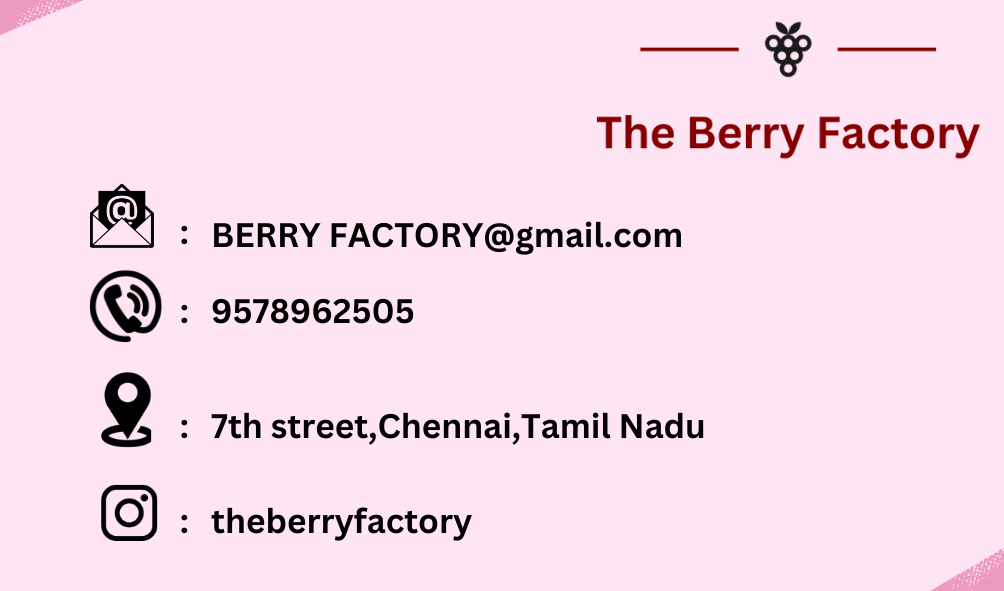 The Berry Factory
: BERRY FACTORY@gmail.com
: 9578962505
: 7th street,Chennai,Tamil Nadu
: theberryfactory